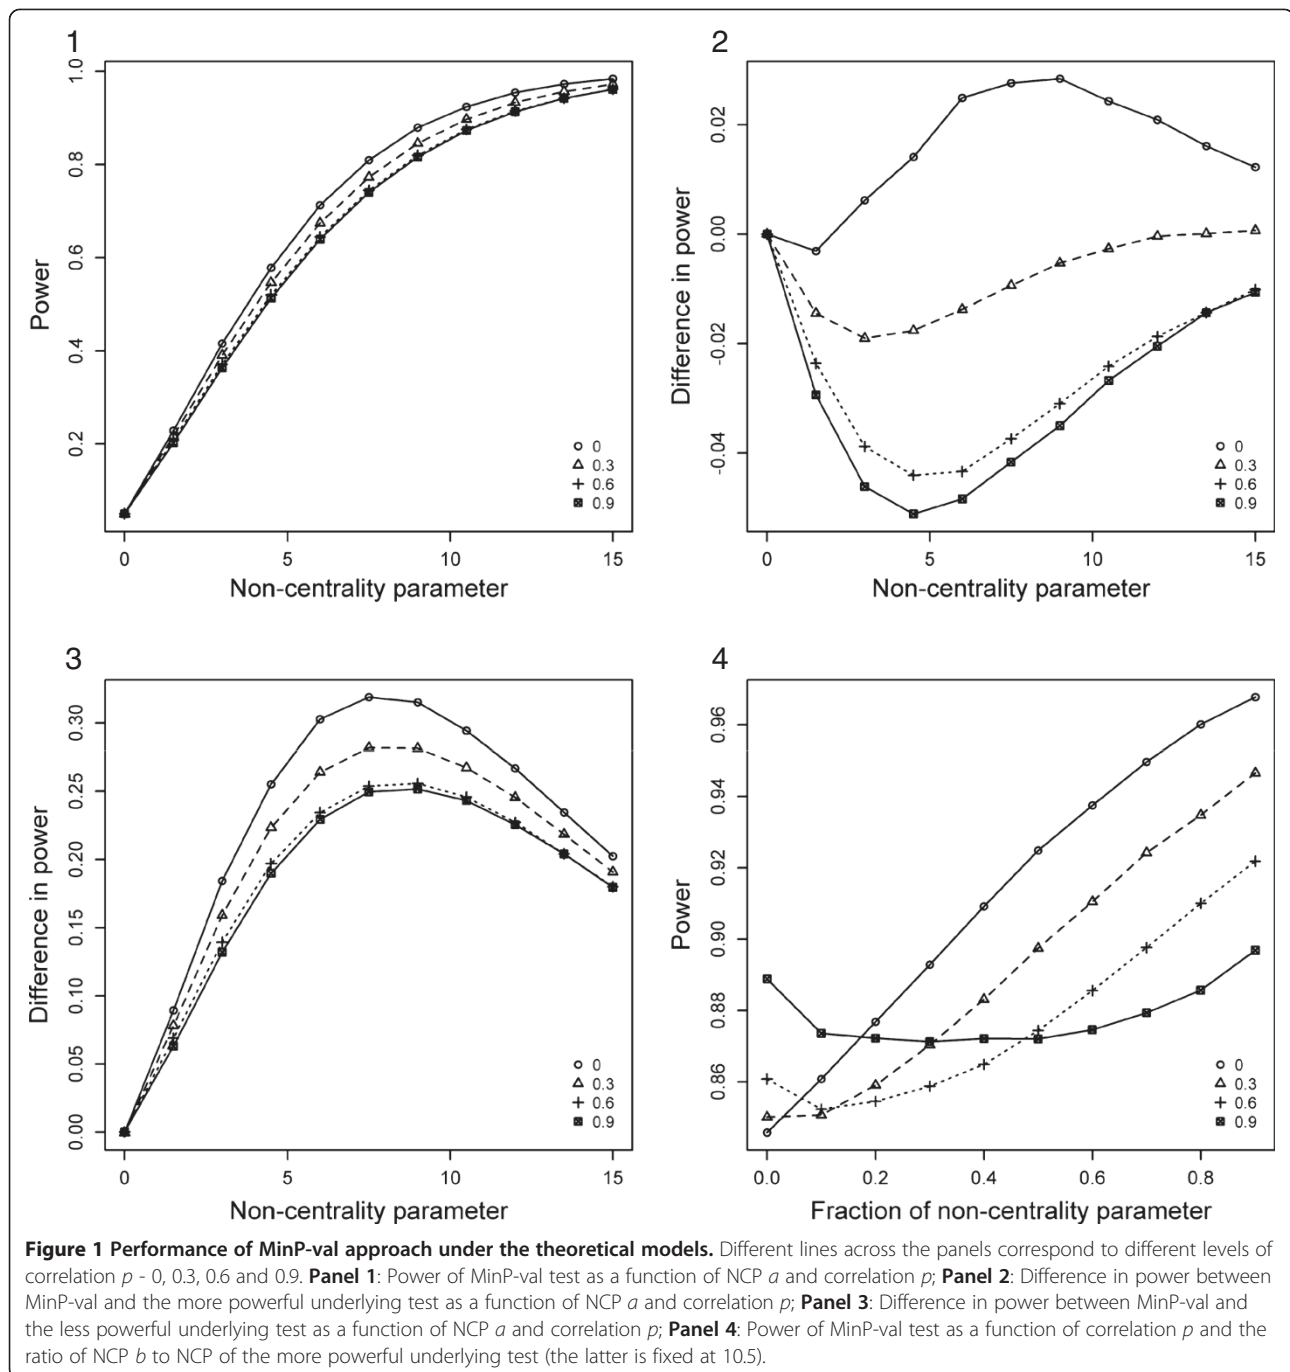 1
1.0
0.8
0.6
0.4
0.2
Power
0
0.3
0.6
0.9
0 5 10 15
Non-centrality parameter
2
0.02
0.00
-0.02
-0.04
Difference in power
0
0.3
0.6
0.9
0 5 10 15
Non-centrality parameter
3
0.30
0.25
0.20
0.15
0.10
0.05
0.00
Difference in power
0
0.3
0.6
0.9
0 5 10 15
Non-centrality parameter
4
0.96
0.94
0.92
0.90
0.88
0.86
Power
0
0.3
0.6
0.9
0.0 0.2 0.4 0.6 0.8
Fraction of non-centrality parameter
Figure 1 Performance of MinP-val approach under the theoretical models. Different lines across the panels correspond to different levels of
correlation p - 0, 0.3, 0.6 and 0.9. Panel 1: Power of MinP-val test as a function of NCP a and correlation p; Panel 2: Difference in power between
MinP-val and the more powerful underlying test as a function of NCP a and correlation p; Panel 3: Difference in power between MinP-val and
the less powerful underlying test as a function of NCP a and correlation p; Panel 4: Power of MinP-val test as a function of correlation p and the
ratio of NCP b to NCP of the more powerful underlying test (the latter is fixed at 10.5).